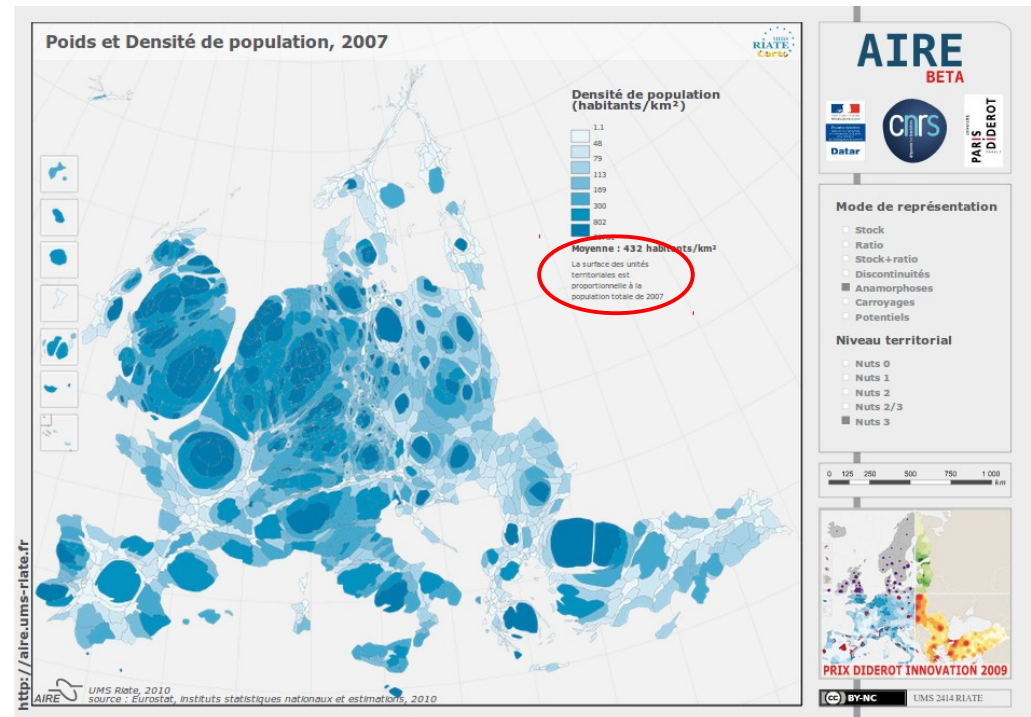 Poids et Densité de population, 2007
RIATE
Carto
Densité de population
(habitants/km²)
1.1
48
79
113
169
300
802
Moyenne : 432 habitants/km²
La surface des unités
territoriales est
proportionnelle à la
population totale de 2007
http://aire.ums-riate.fr
AIRE
UMS Riate, 2010
source : Eurostat, instituts statistiques nationaux et estimations, 2010
AIRE
BETA
Datar
cnrs
PARIS
DIDEROT
Mode de représentation
Stock
Ratio
Stock+ratio
Discontinuités
Anamorphoses
Carroyages
Potentiels
Niveau territorial
Nuts 0
Nuts 1
Nuts 2
Nuts 2/3
Nuts 3
0 125 250 500 750 1 000
km
PRIX DIDEROT INNOVATION 2009
cc BY-NC
UMS 2414 RIATE